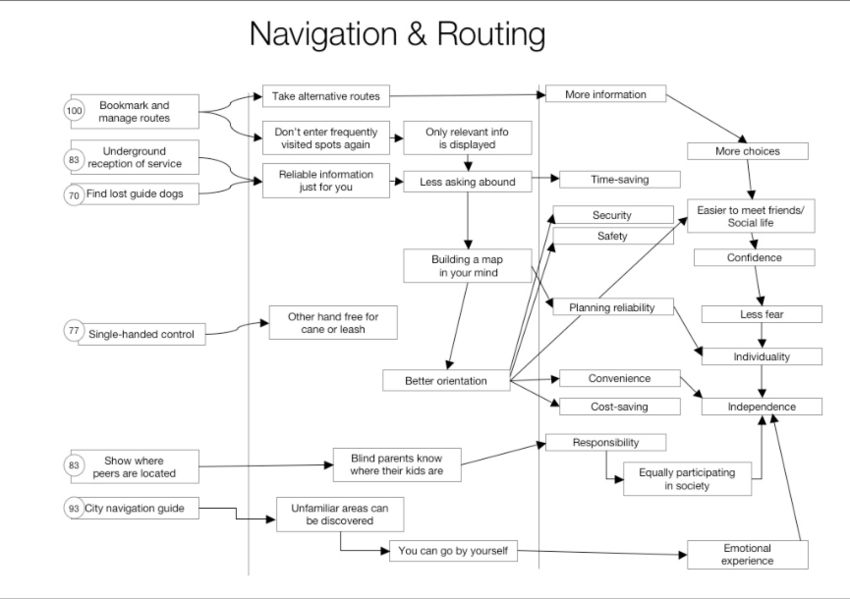 Navigation & Routing
100
Bookmark and
manage routes
83
Underground
reception of service
70
Find lost guide dogs
77
Single-handed control
83
Show where
peers are located
93
City navigation guide
Take alternative routes
Don't enter frequently
visited spots again
Only relevant info
is displayed
Reliable information
just for you
Less asking abound
Building a map
in your mind
Other hand free for
cane or leash
Better orientation
Blind parents know
where their kids are
Unfamiliar areas can
be discovered
You can go by yourself
More information
More choices
Time-saving
Security
Safety
Easier to meet friends/
Social life
Confidence
Planning reliability
Less fear
Individuality
Convenience
Cost-saving
Independence
Responsibility
Equally participating
in society
Emotional
experience